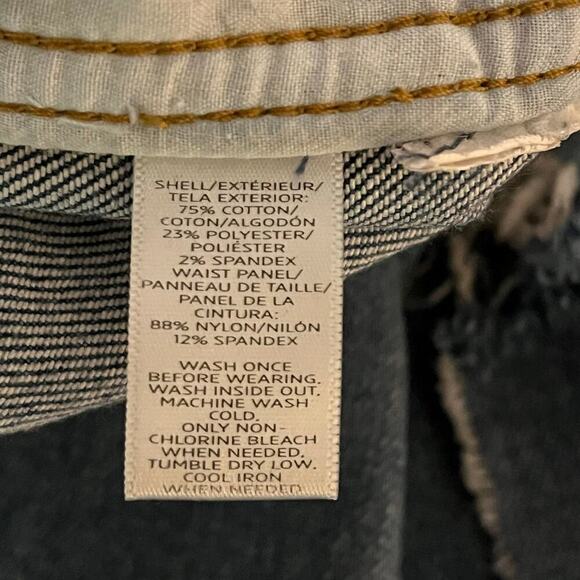 SHELL/EXTÉRIEUR/
TELA EXTERIOR:
75% COTTON/
COTON/ALGODÓN
23% POLYESTER/
POLIÉSTER
2% SPANDEX
WAIST PANEL/
PANNEAU DE TAILLE/
PANEL DE LA
CINTURA:
88% NYLON/NILÓN
12% SPANDEX
WASH ONCE
BEFORE WEARING.
WASH INSIDE OUT.
MACHINE WASH
COLD.
ONLY NON-
CHLORINE BLEACH
WHEN NEEDED.
TUMBLE DRY LOW.
COOL IRON
WHEN NEEDED